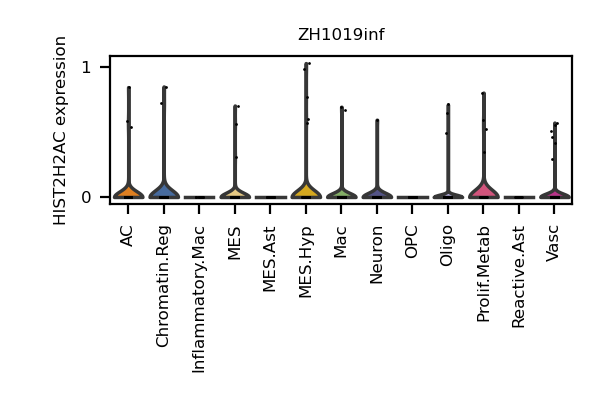 ZH1019inf
HIST2H2AC expression
1
0
AC
Chromatin.Reg
Inflammatory.Mac
MES
MES.Ast
MES.Hyp
Mac
Neuron
OPC
Oligo
Prolif.Metab
Reactive.Ast
Vasc